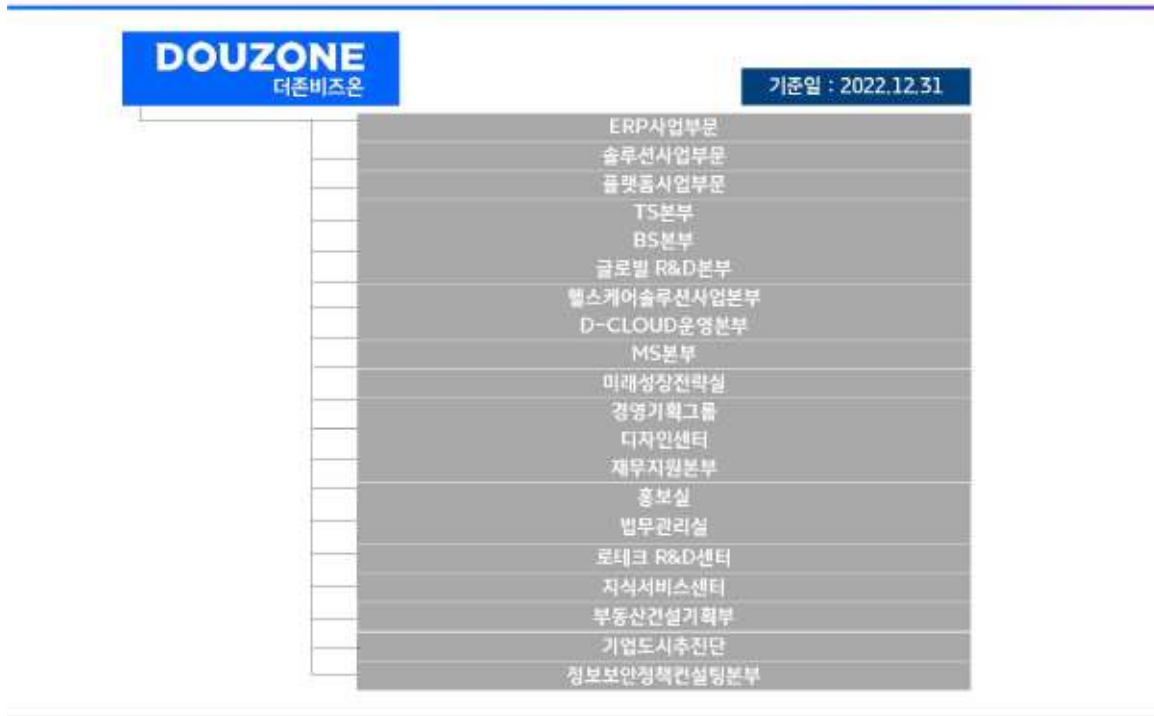 DOUZONE
더존비즈온
기준일 : 2022.12.31
ERP사업부문
솔루션사업부문
플랫폼사업부문
TS본부
BS본부
글로벌 R&D본부
헬스케어솔루션사업본부
D-CLOUD운영본부
MS본부
미래성장전략실
경영기획그룹
디자인센터
재무지원본부
홍보실
법무관리실
로테크 R&D센터
지식서비스센터
부동산건설기획부
기업도시추진단
정보보안정책컨설팅본부